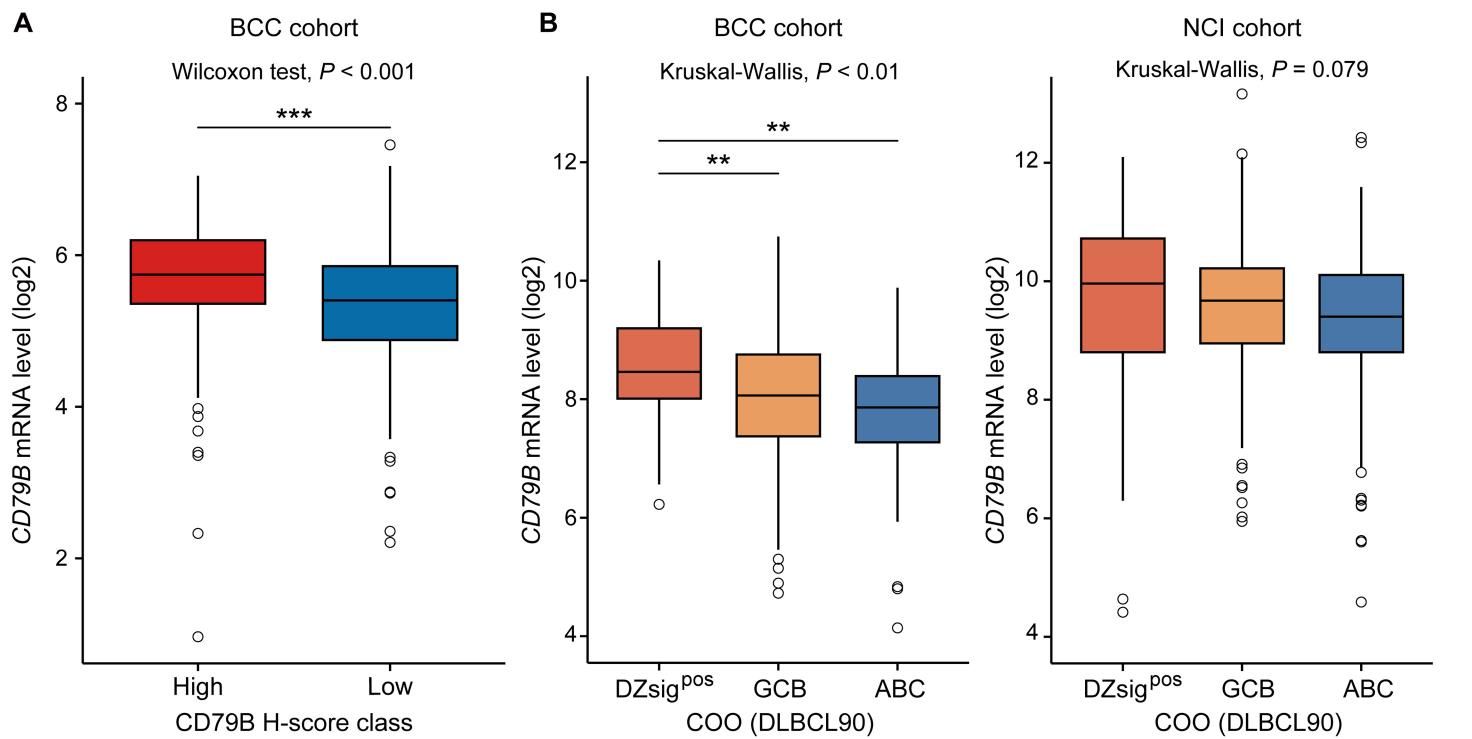 A
BCC cohort
Wilcoxon test, P < 0.001
***
8
6
4
2
CD79B mRNA level (log2)
High
Low
CD79B H-score class
B
BCC cohort
Kruskal-Wallis, P < 0.01
**
**
12
10
8
6
4
CD79B mRNA level (log2)
DZsigpos
GCB
ABC
COO (DLBCL90)
NCI cohort
Kruskal-Wallis, P = 0.079
12
10
8
6
4
CD79B mRNA level (log2)
DZsigpos
GCB
ABC
COO (DLBCL90)